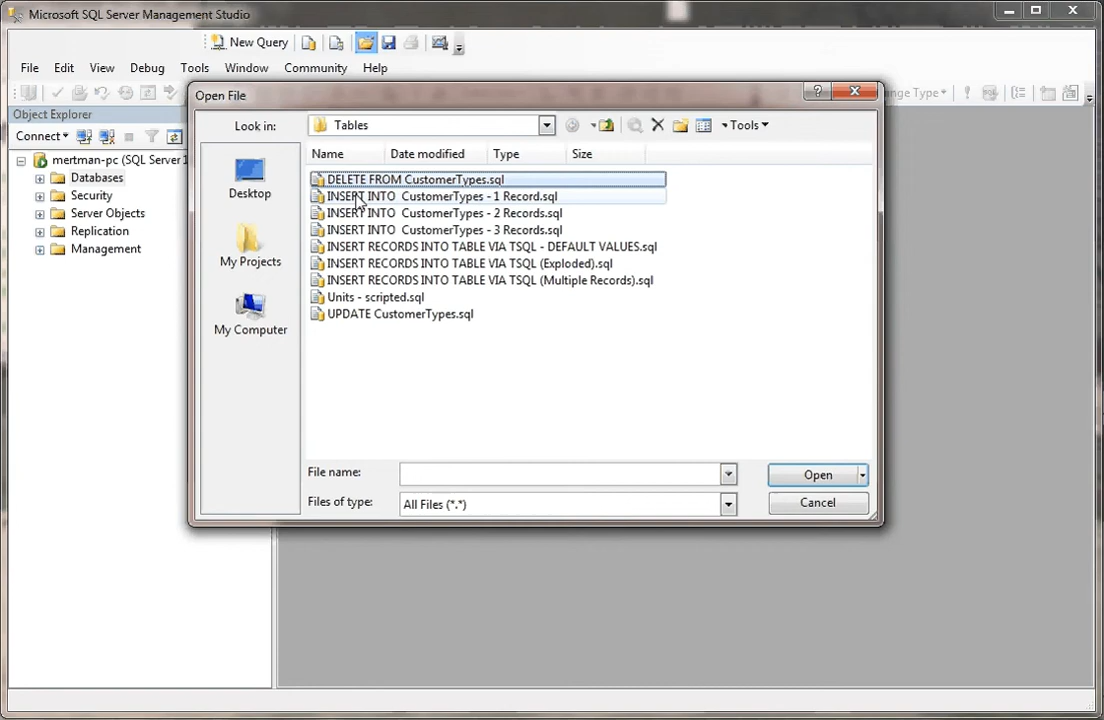 Microsoft SQL Server Management Studio
New Query
File Edit View Debug Tools Window Community Help
Object Explorer
Connect
mertman-pc (SQL Server 1
Databases
Security
Server Objects
Replication
Management
Open File
Look in: Tables Tools
Name Date modified Type Size
DELETE FROM CustomerTypes.sql
INSERT INTO  CustomerTypes - 1 Record.sql
INSERT INTO  CustomerTypes - 2 Records.sql
INSERT INTO  CustomerTypes - 3 Records.sql
INSERT RECORDS INTO TABLE VIA TSQL - DEFAULT VALUES.sql
INSERT RECORDS INTO TABLE VIA TSQL (Exploded).sql
INSERT RECORDS INTO TABLE VIA TSQL (Multiple Records).sql
Units - scripted.sql
UPDATE CustomerTypes.sql
Desktop
My Projects
My Computer
File name:
Open
Files of type: All Files (*.*)
Cancel
nge Type